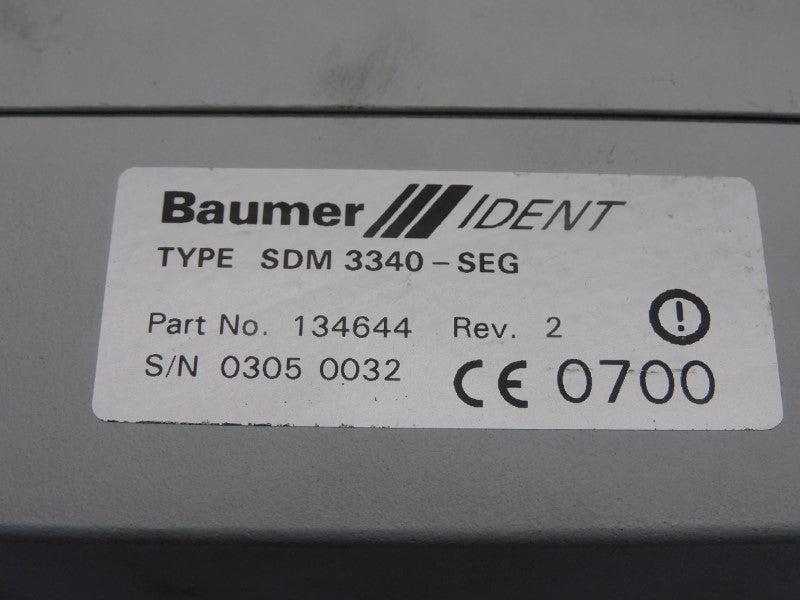 Baumer IDENT
TYPE SDM 3340-SEG
Part No. 134644 Rev. 2
S/N 0305 0032 CE 0700